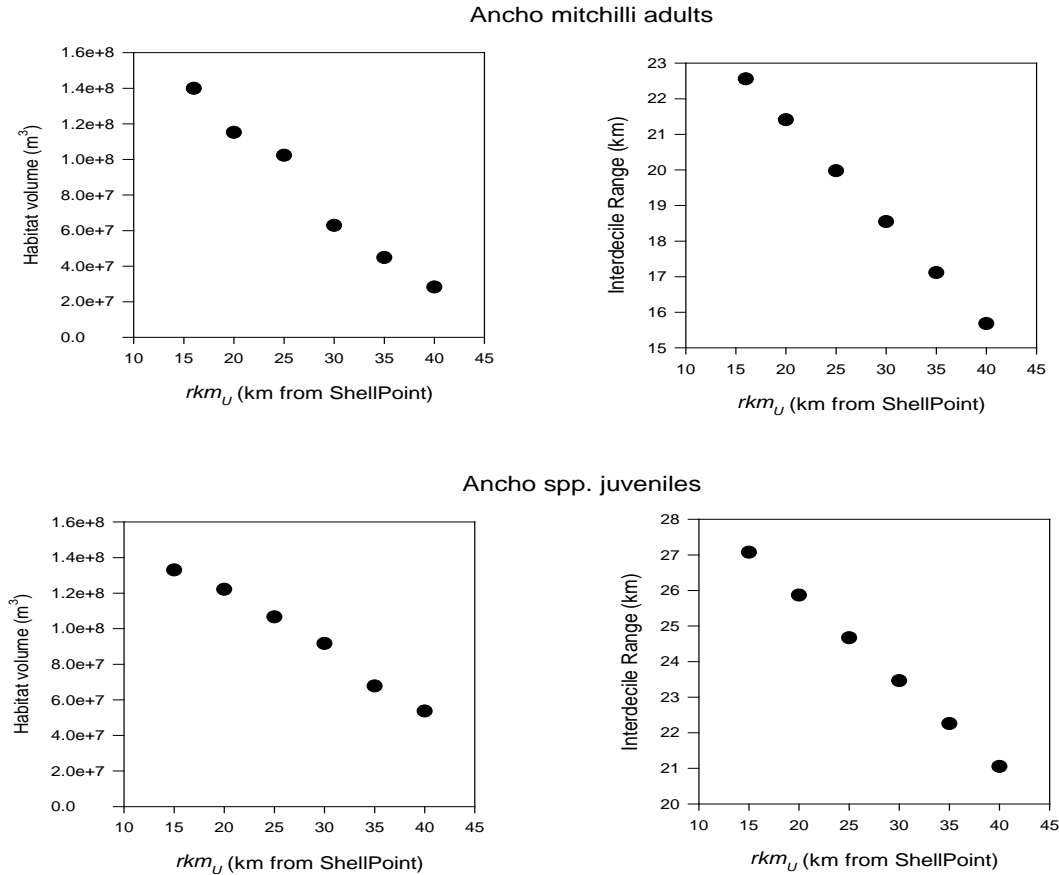 Ancho mitchilli adults
Habitat volume (m³)
1.6e+8
1.4e+8
1.2e+8
1.0e+8
8.0e+7
6.0e+7
4.0e+7
2.0e+7
0.0
10 15 20 25 30 35 40 45
rkm_U (km from ShellPoint)
Interdecile Range (km)
23
22
21
20
19
18
17
16
15
10 15 20 25 30 35 40 45
rkm_U (km from ShellPoint)
Ancho spp. juveniles
Habitat volume (m³)
1.6e+8
1.4e+8
1.2e+8
1.0e+8
8.0e+7
6.0e+7
4.0e+7
2.0e+7
0.0
10 15 20 25 30 35 40 45
rkm_U (km from ShellPoint)
Interdecile Range (km)
28
27
26
25
24
23
22
21
20
10 15 20 25 30 35 40 45
rkm_U (km from ShellPoint)